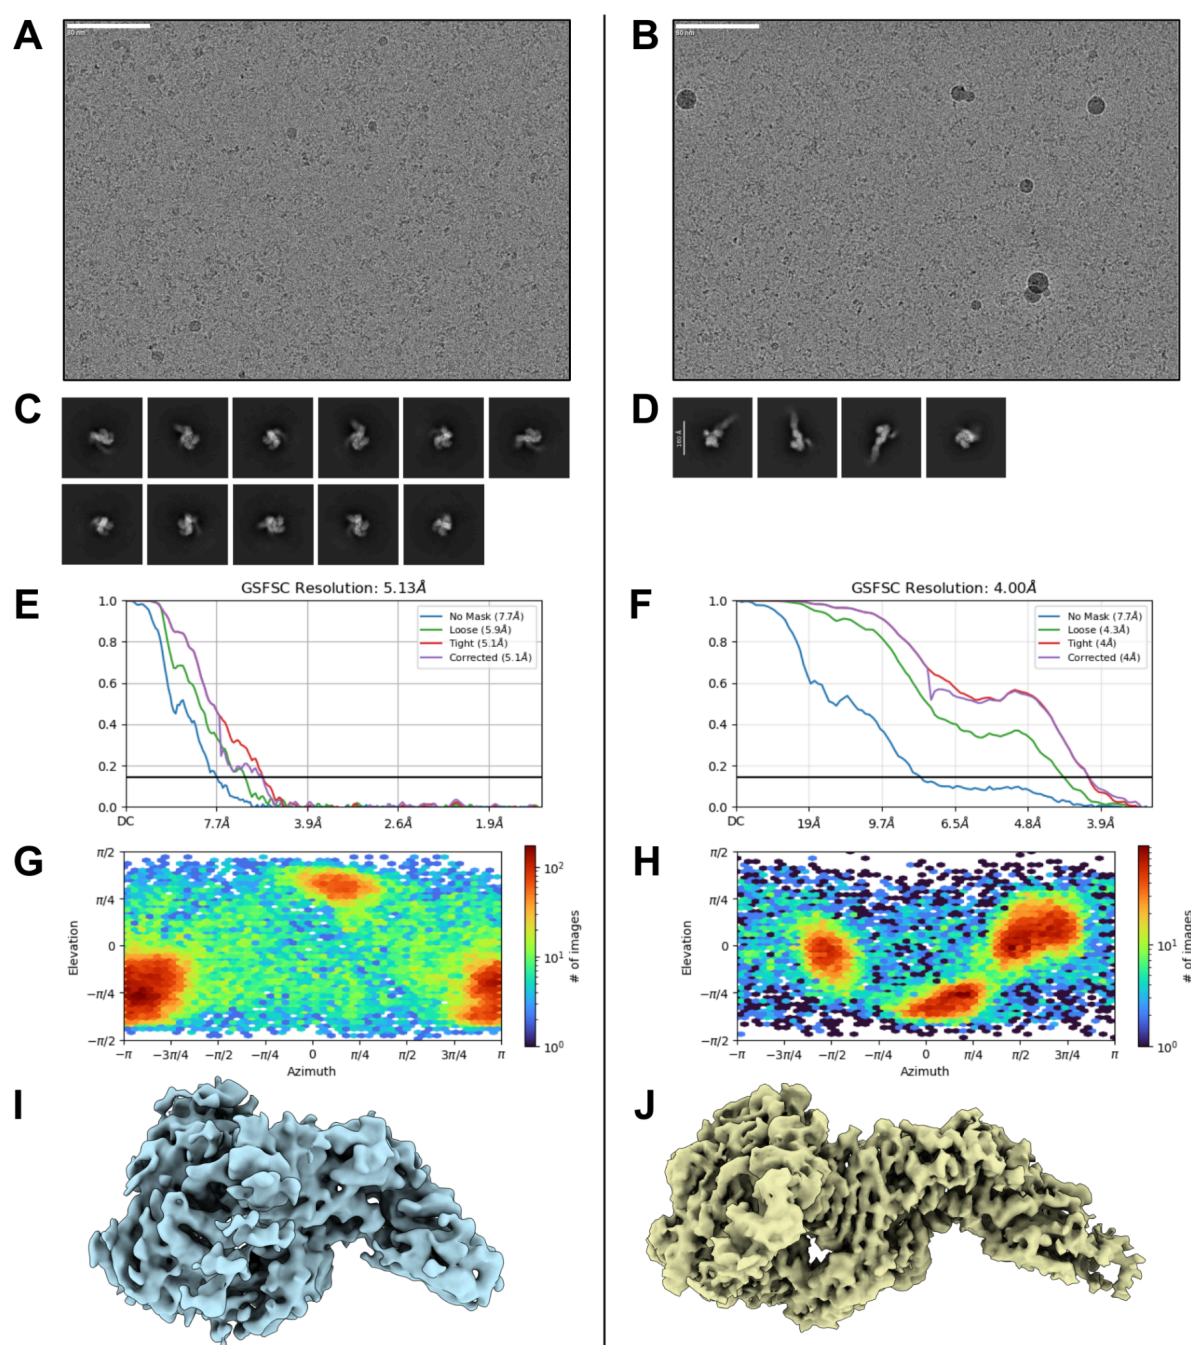 A
B
80 nm
80 nm
C
D
160 Å
E
GSFSC Resolution: 5.13Å
1.0
0.8
0.6
0.4
0.2
0.0
No Mask (7.7Å)
Loose (5.9Å)
Tight (5.1Å)
Corrected (5.1Å)
DC 7.7Å 3.9Å 2.6Å 1.9Å
F
GSFSC Resolution: 4.00Å
1.0
0.8
0.6
0.4
0.2
0.0
No Mask (7.7Å)
Loose (4.3Å)
Tight (4Å)
Corrected (4Å)
DC 19Å 9.7Å 6.5Å 4.8Å 3.9Å
G
Elevation
π/2
π/4
0
−π/4
−π/2
−π −3π/4 −π/2 −π/4 0 π/4 π/2 3π/4 π
Azimuth
10²
10¹
10⁰
# of images
H
Elevation
π/2
π/4
0
−π/4
−π/2
−π −3π/4 −π/2 −π/4 0 π/4 π/2 3π/4 π
Azimuth
10¹
10⁰
# of images
I
J